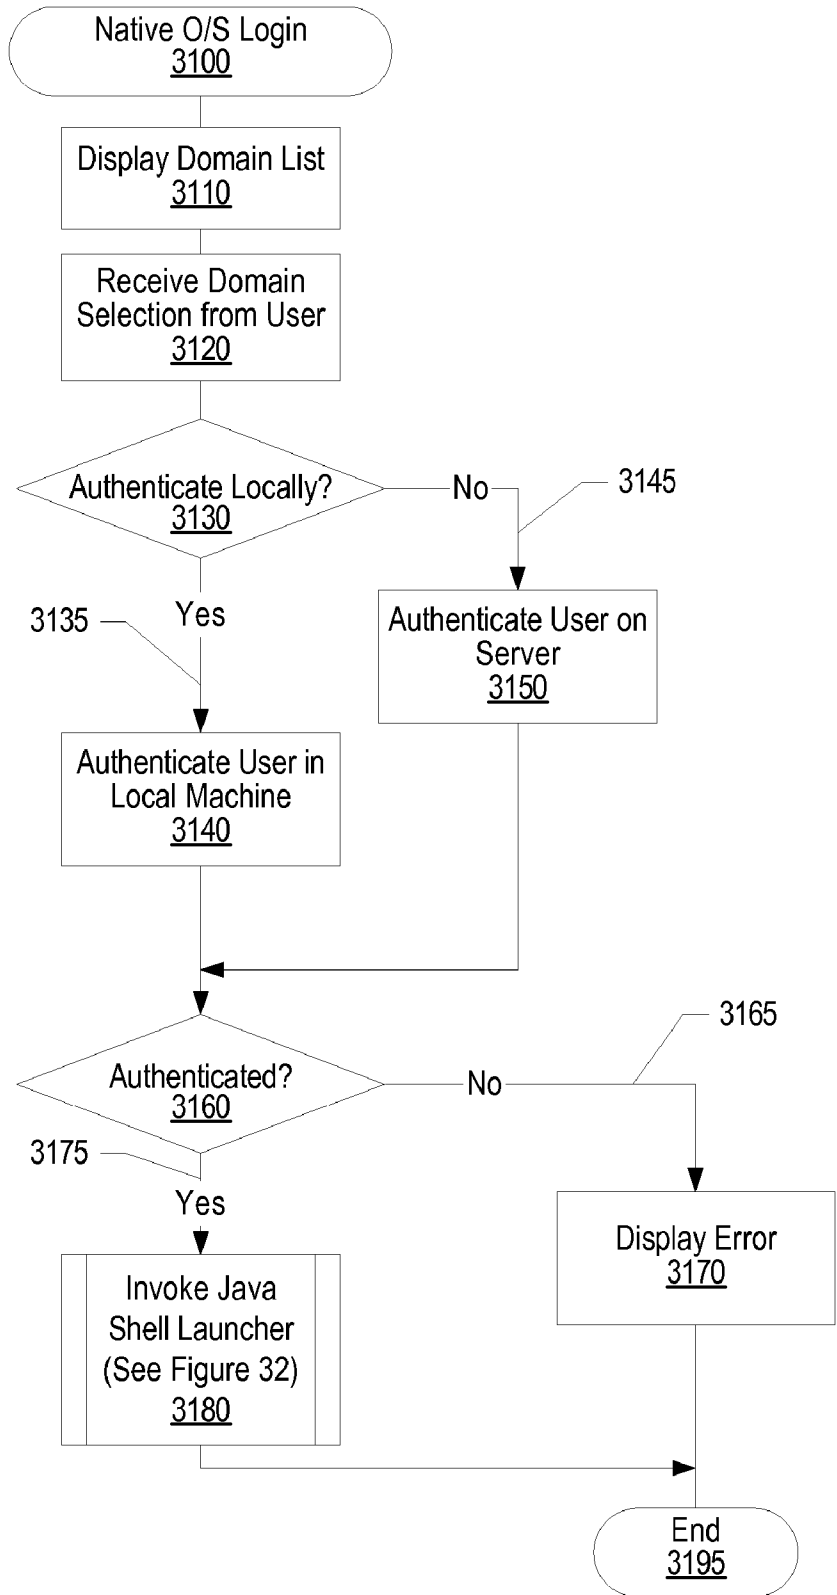 Native O/S Login
3100
Display Domain List
3110
Receive Domain
Selection from User
3120
Authenticate Locally?
3130
No
3145
Yes
3135
Authenticate User on
Server
3150
Authenticate User in
Local Machine
3140
Authenticated?
3160
No
3165
3175
Yes
Display Error
3170
Invoke Java
Shell Launcher
(See Figure 32)
3180
End
3195